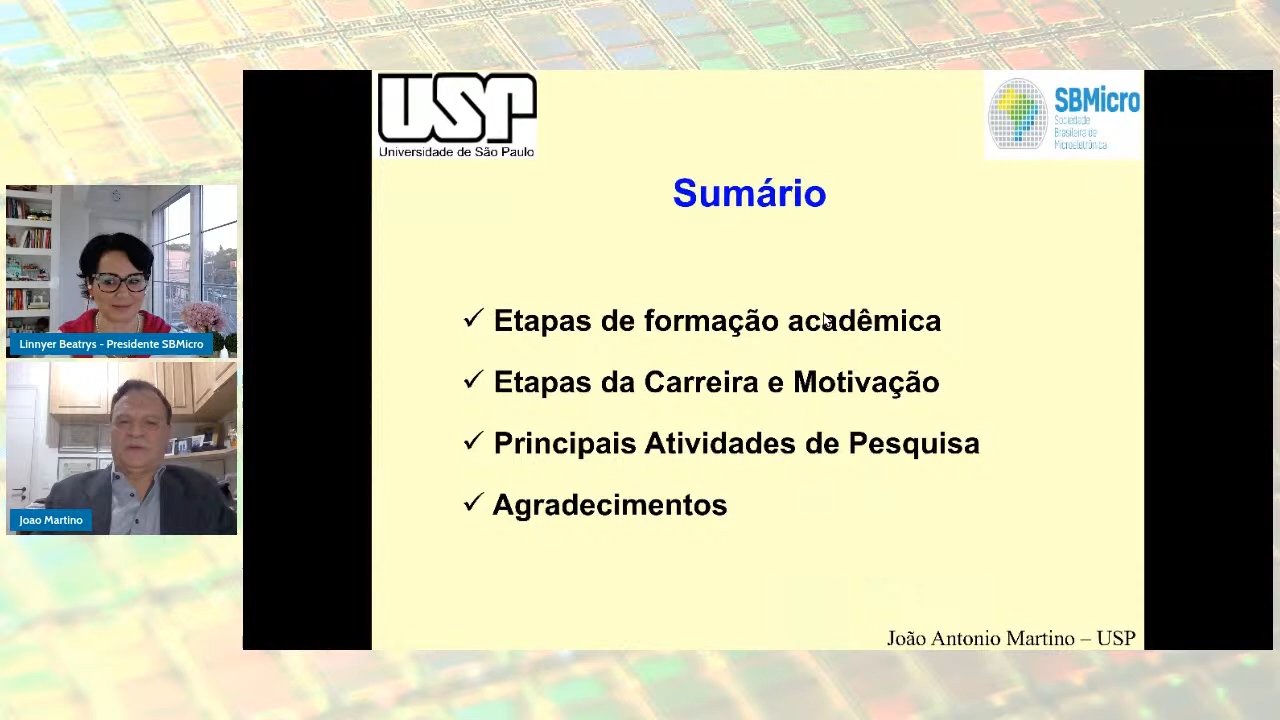 USP
Universidade de São Paulo
SBMicro
Sociedade
Brasileira de
Microeletrônica
Sumário
✓ Etapas de formação acadêmica
✓ Etapas da Carreira e Motivação
✓ Principais Atividades de Pesquisa
✓ Agradecimentos
João Antonio Martino – USP
Linnyer Beatrys - Presidente SBMicro
Joao Martino